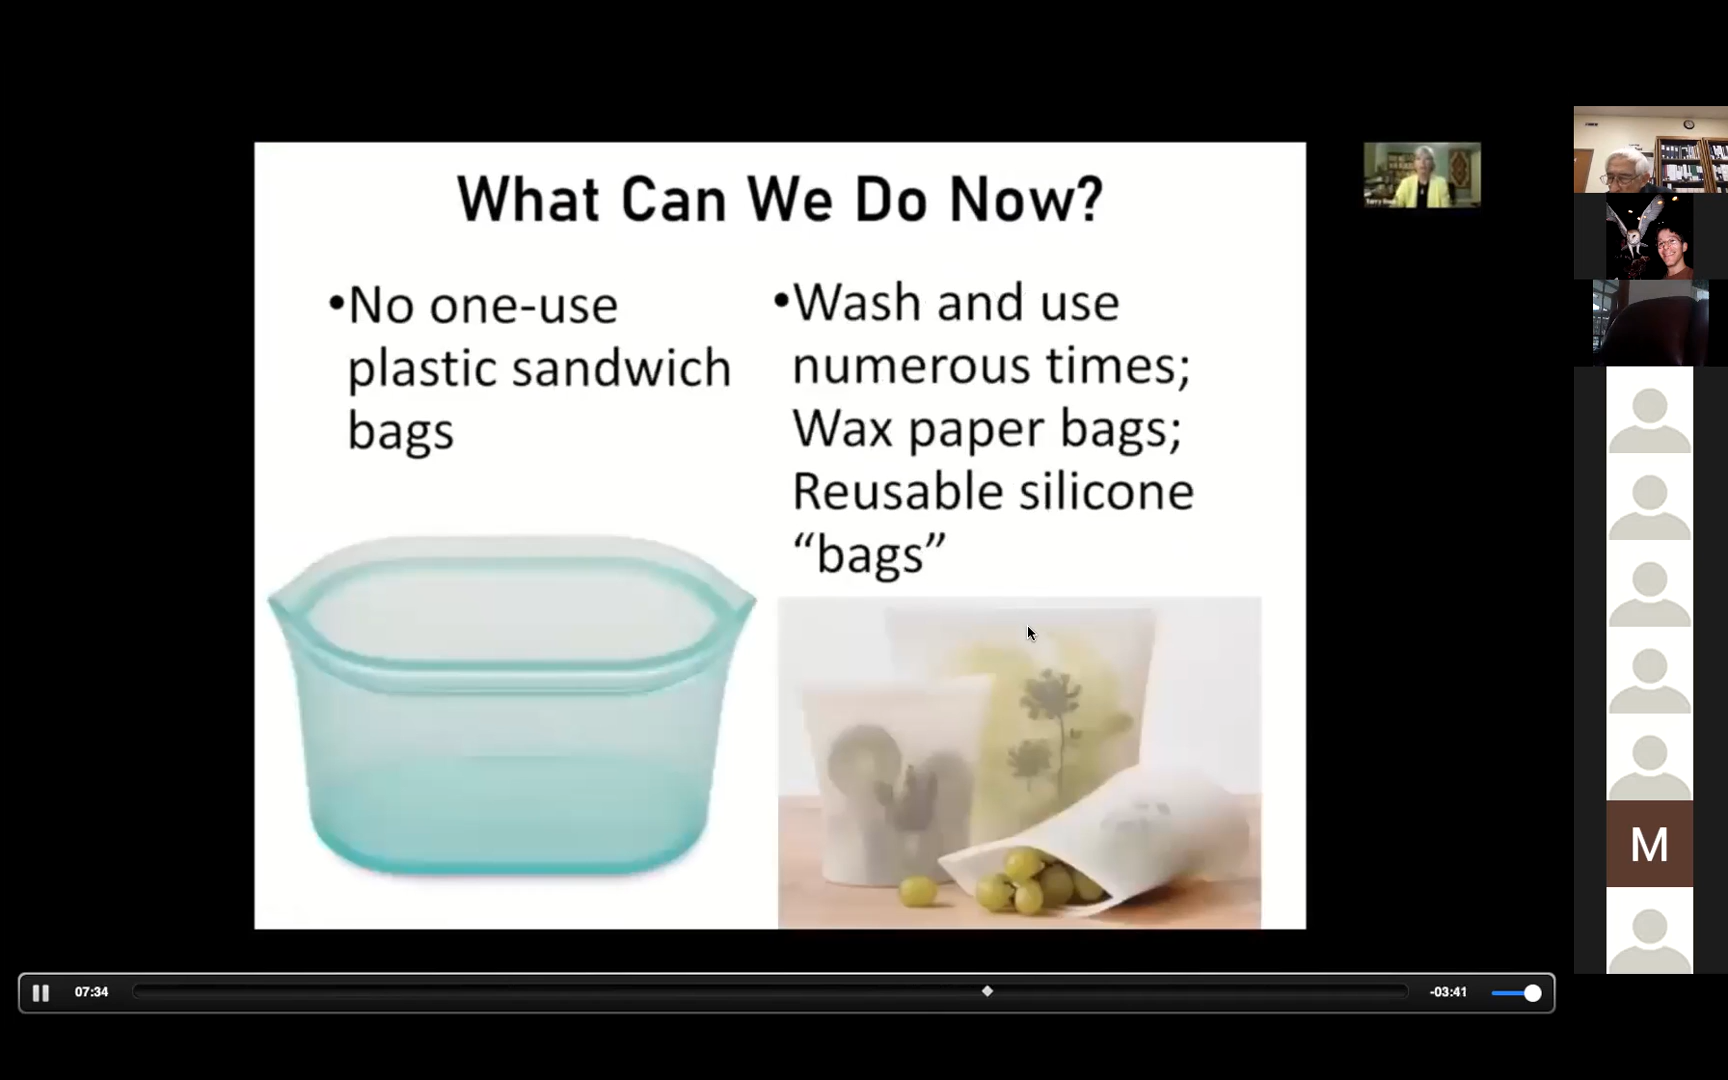 What Can We Do Now?
•No one-use
plastic sandwich
bags
•Wash and use
numerous times;
Wax paper bags;
Reusable silicone
“bags”
M
07:34
-03:41